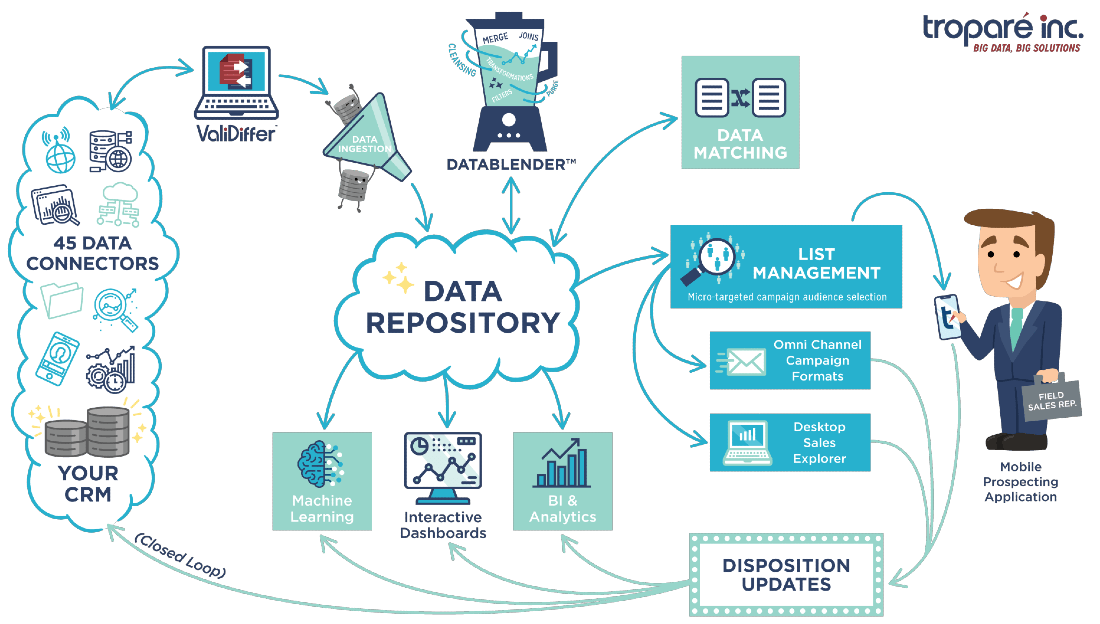 troparé inc.
BIG DATA, BIG SOLUTIONS
45 DATA
CONNECTORS
YOUR
CRM
ValiDiffer™
DATA
INGESTION
MERGE JOINS
CLEANSING
TRANSFORMATIONS
FILTERS
PURGE
DATABLENDER™
DATA
MATCHING
DATA
REPOSITORY
LIST
MANAGEMENT
Micro targeted campaign audience selection
Omni Channel
Campaign
Formats
Desktop
Sales
Explorer
t
FIELD
SALES REP.
Mobile
Prospecting
Application
Machine
Learning
Interactive
Dashboards
BI &
Analytics
DISPOSITION
UPDATES
(Closed Loop)